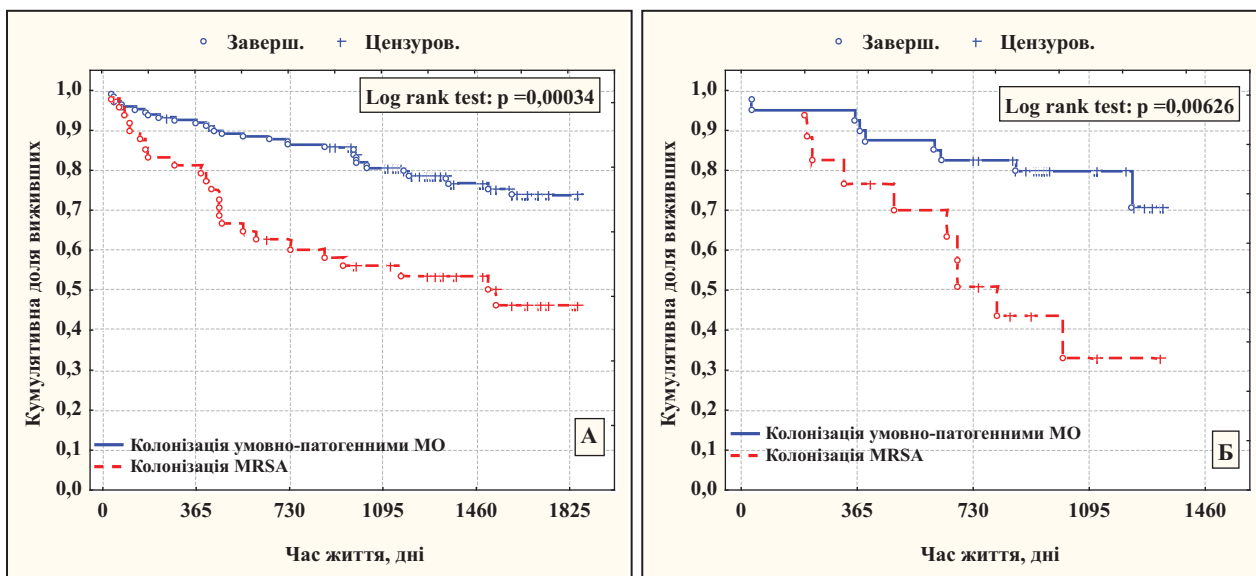 Заверш. Цензуров.
Log rank test: p =0,00034
Кумулятивна доля виживших
1,0
0,9
0,8
0,7
0,6
0,5
0,4
0,3
0,2
0,1
0,0
Колонізація умовно-патогенними МО
Колонізація MRSA
А
0 365 730 1095 1460 1825
Час життя, дні
Заверш. Цензуров.
Log rank test: p =0,00626
Кумулятивна доля виживших
1,0
0,9
0,8
0,7
0,6
0,5
0,4
0,3
0,2
0,1
0,0
Колонізація умовно-патогенними МО
Колонізація MRSA
Б
0 365 730 1095 1460
Час життя, дні